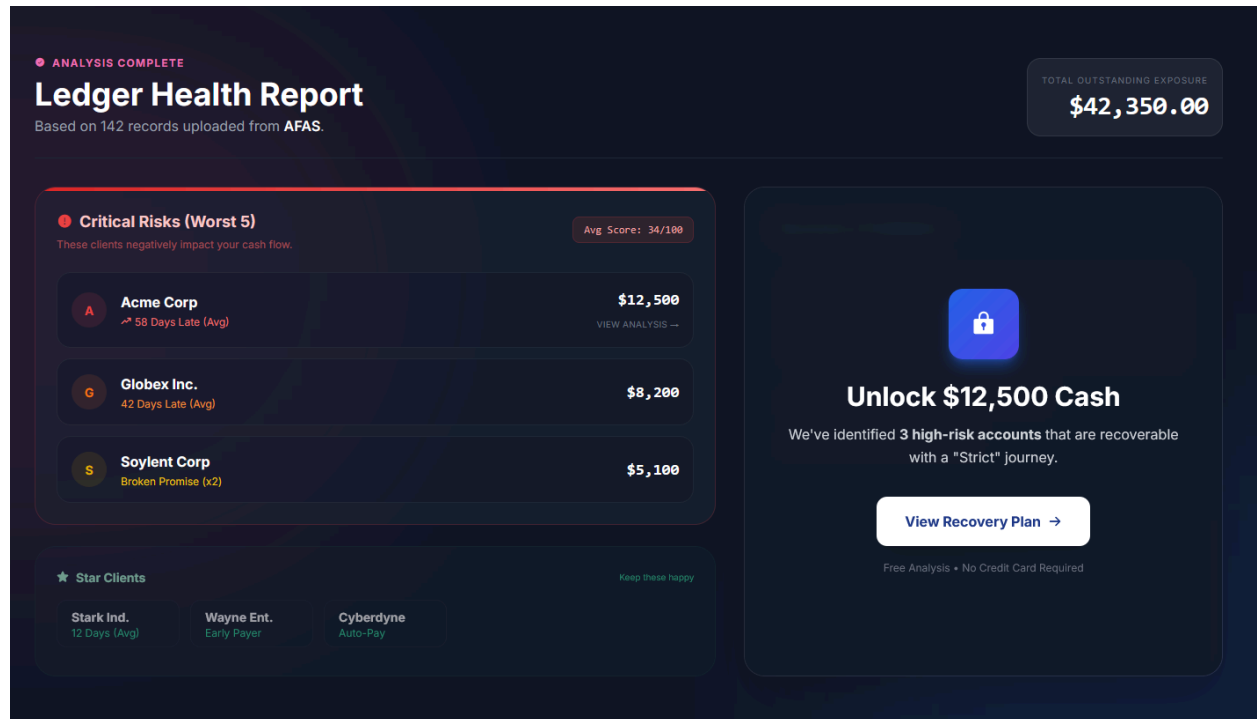 ANALYSIS COMPLETE
Ledger Health Report
Based on 142 records uploaded from AFAS.
TOTAL OUTSTANDING EXPOSURE
$42,350.00
Critical Risks (Worst 5)
These clients negatively impact your cash flow.
Avg Score: 34/100
A
Acme Corp
58 Days Late (Avg)
$12,500
VIEW ANALYSIS →
G
Globex Inc.
42 Days Late (Avg)
$8,200
S
Soylent Corp
Broken Promise (x2)
$5,100
Star Clients
Keep these happy
Stark Ind.
12 Days (Avg)
Wayne Ent.
Early Payer
Cyberdyne
Auto-Pay
Unlock $12,500 Cash
We've identified 3 high-risk accounts that are recoverable
with a "Strict" journey.
View Recovery Plan →
Free Analysis • No Credit Card Required